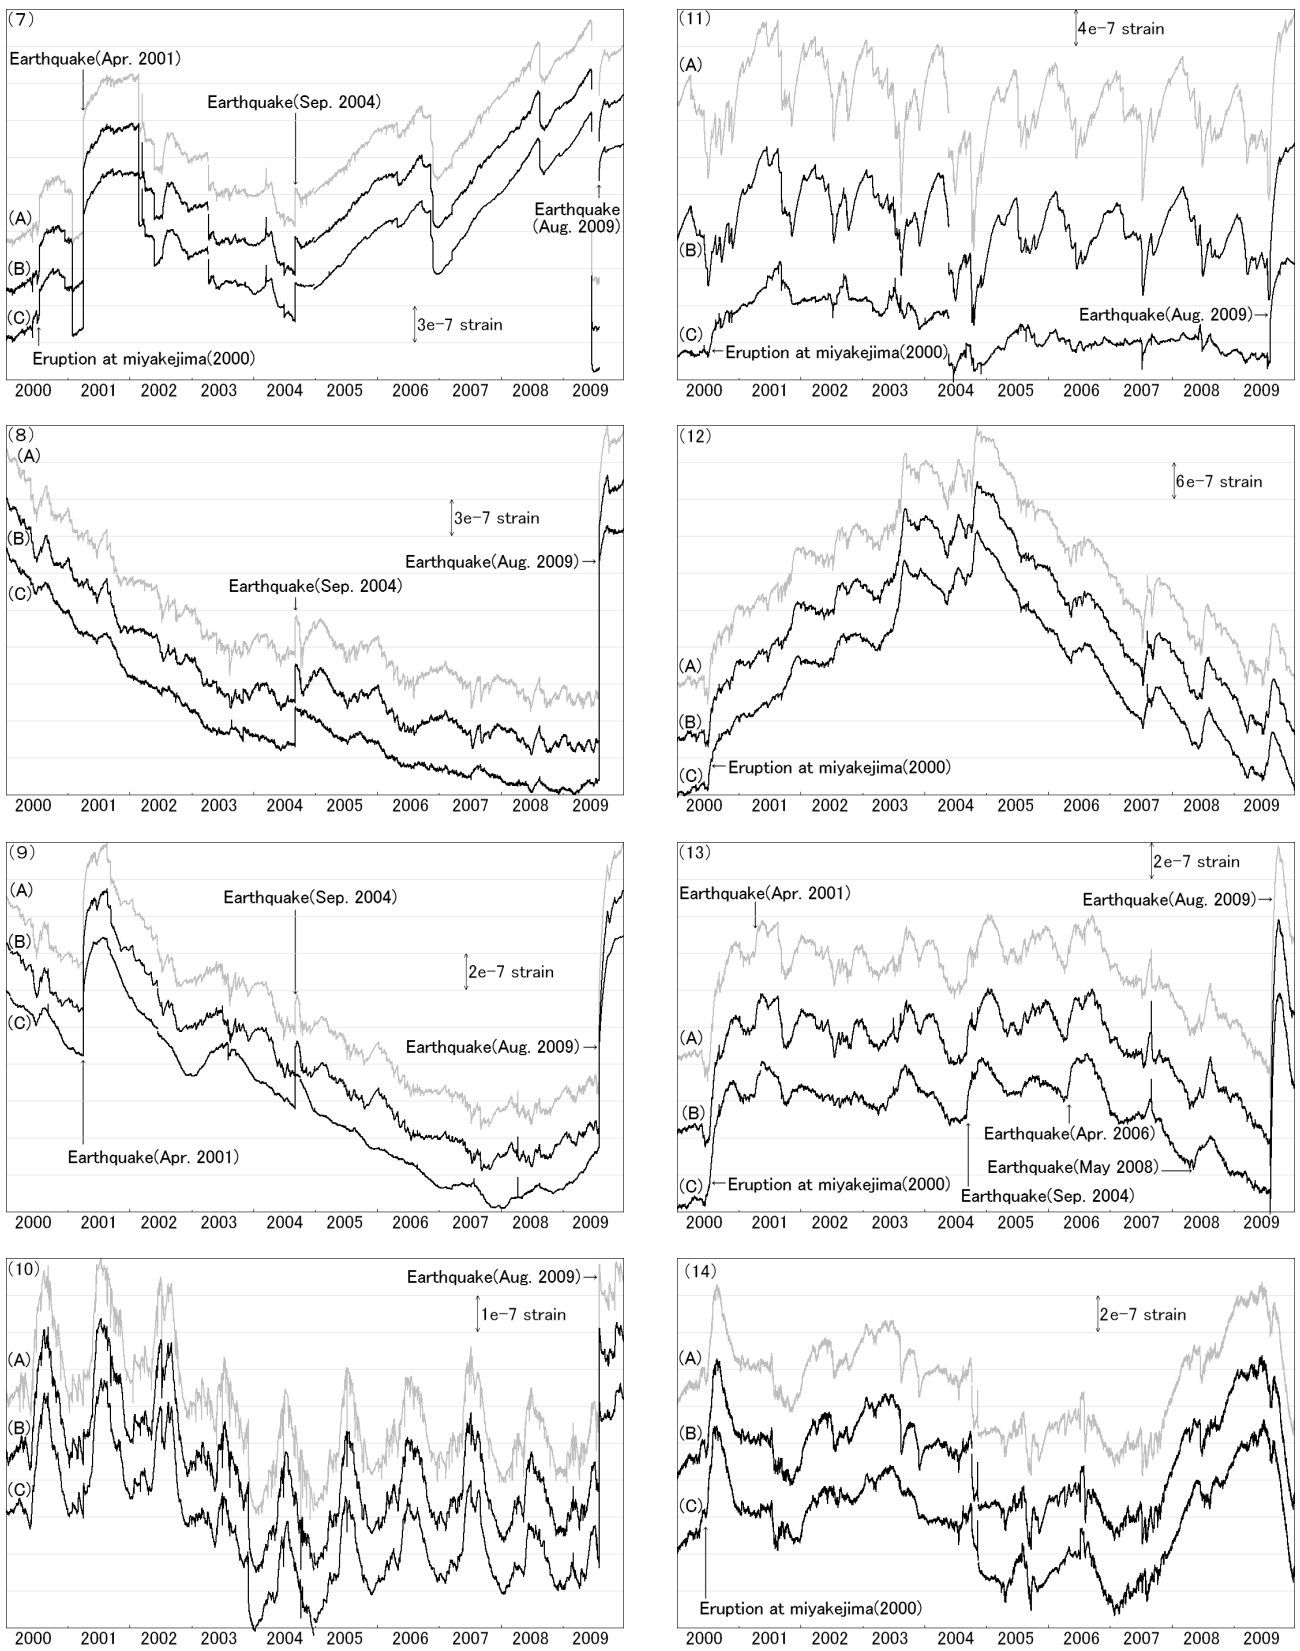 (7)
Earthquake(Apr. 2001)
Earthquake(Sep. 2004)
(A)
Earthquake
(Aug. 2009)
(B)
(C)
3e-7 strain
Eruption at miyakejima(2000)
2000 2001 2002 2003 2004 2005 2006 2007 2008 2009
(8)
(A)
3e-7 strain
(B)
Earthquake(Aug. 2009)
Earthquake(Sep. 2004)
(C)
2000 2001 2002 2003 2004 2005 2006 2007 2008 2009
(9)
(A)
Earthquake(Sep. 2004)
(B)
2e-7 strain
(C)
Earthquake(Aug. 2009)
Earthquake(Apr. 2001)
2000 2001 2002 2003 2004 2005 2006 2007 2008 2009
(10)
Earthquake(Aug. 2009)
1e-7 strain
(A)
(B)
(C)
2000 2001 2002 2003 2004 2005 2006 2007 2008 2009
(11)
4e-7 strain
(A)
(B)
Earthquake(Aug. 2009)
(C)
Eruption at miyakejima(2000)
2000 2001 2002 2003 2004 2005 2006 2007 2008 2009
(12)
6e-7 strain
(A)
(B)
(C)
Eruption at miyakejima(2000)
2000 2001 2002 2003 2004 2005 2006 2007 2008 2009
(13)
2e-7 strain
Earthquake(Apr. 2001)
Earthquake(Aug. 2009)
(A)
(B)
Earthquake(Apr. 2006)
Earthquake(May 2008)
(C)
Eruption at miyakejima(2000)
Earthquake(Sep. 2004)
2000 2001 2002 2003 2004 2005 2006 2007 2008 2009
(14)
2e-7 strain
(A)
(B)
(C)
Eruption at miyakejima(2000)
2000 2001 2002 2003 2004 2005 2006 2007 2008 2009